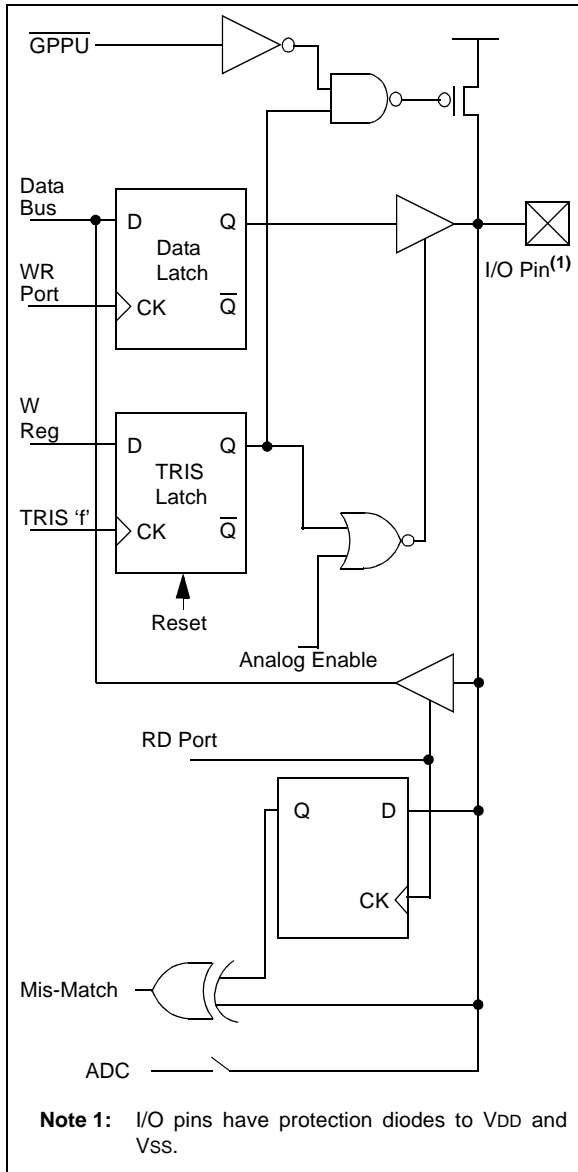 G̅P̅P̅U̅
Data
Bus
D
Q
Data
Latch
WR
Port
CK
Q̅
I/O Pin(1)
W
Reg
D
Q
TRIS
Latch
TRIS ‘f’
CK
Q̅
Reset
Analog Enable
RD Port
Q
D
CK
Mis-Match
ADC
Note 1: I/O pins have protection diodes to VDD and
VSS.